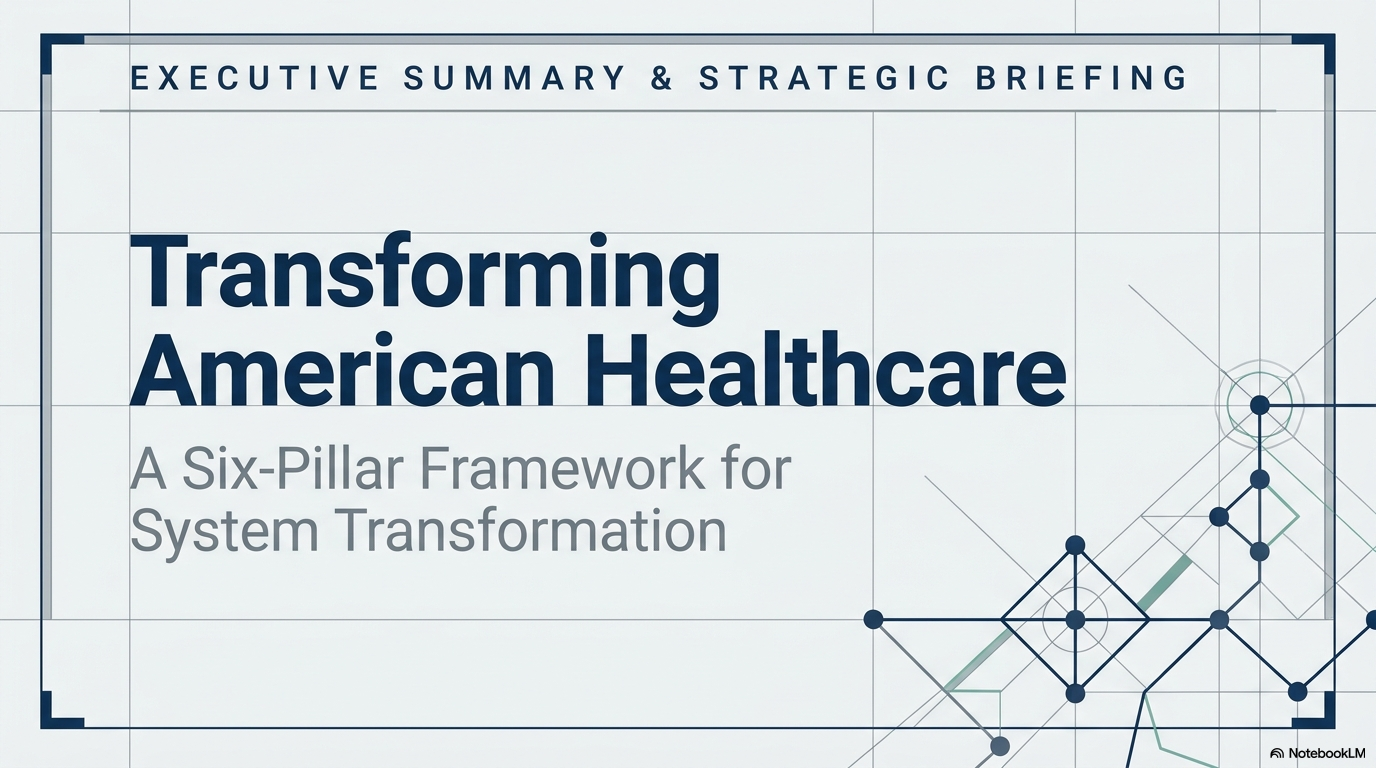 EXECUTIVE SUMMARY & STRATEGIC BRIEFING
Transforming
American Healthcare
A Six-Pillar Framework for
System Transformation
NotebookLM